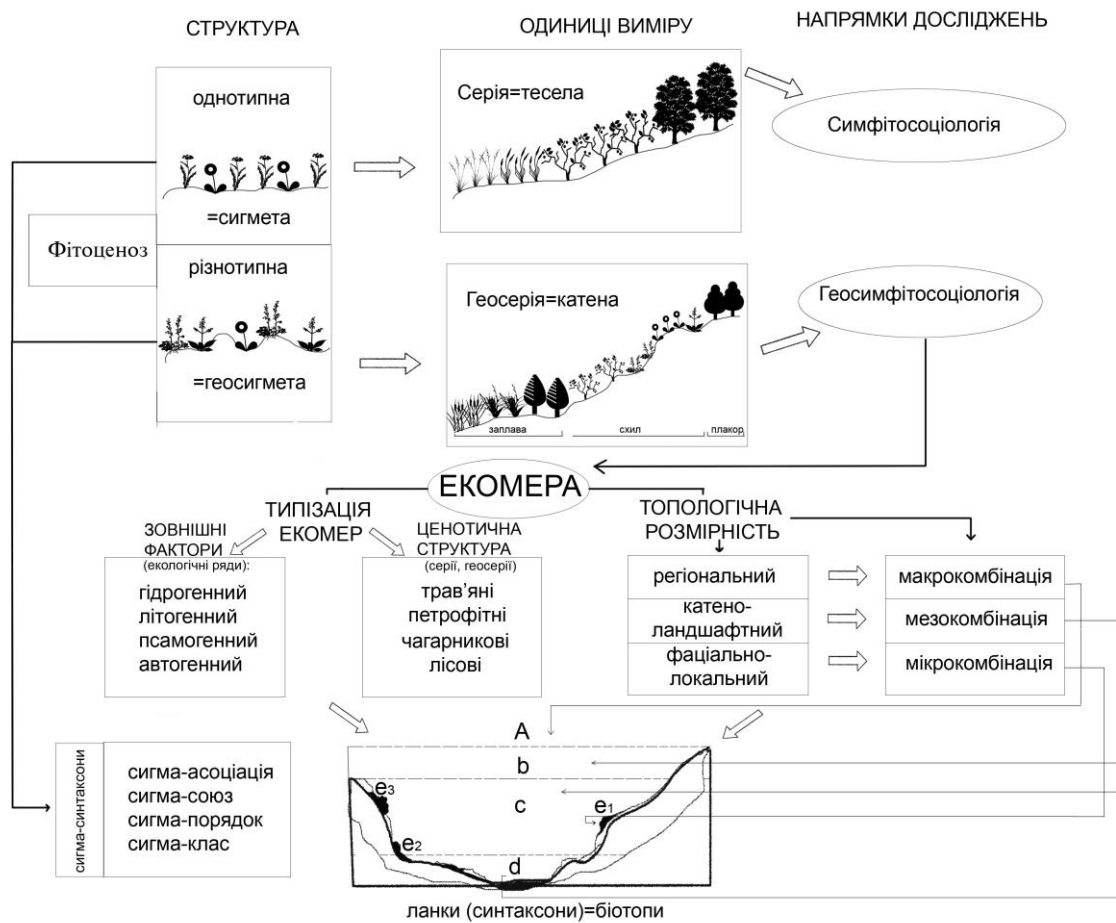 СТРУКТУРА
ОДИНИЦІ ВИМІРУ
НАПРЯМКИ ДОСЛІДЖЕНЬ
однотипна
=сигмета
Фітоценоз
різнотипна
=геосигмета
Серія=тесела
Симфітосоціологія
Геосерія=катена
заплава
схил
плакор
Геосимфітосоціологія
ЕКОМЕРА
ТИПІЗАЦІЯ
ЕКОМЕР
ЗОВНІШНІ
ФАКТОРИ
(екологічні ряди):
гідрогенний
літогенний
псамогенний
автогенний
ЦЕНОТИЧНА
СТРУКТУРА
(серії, геосерії)
трав’яні
петрофітні
чагарникові
лісові
ТОПОЛОГІЧНА
РОЗМІРНІСТЬ
регіональний
катено-
ландшафтний
фаціально-
локальний
макрокомбінація
мезокомбінація
мікрокомбінація
сигма-синтаксони
сигма-асоціація
сигма-союз
сигма-порядок
сигма-клас
А
b
c
e3
e1
e2
d
ланки (синтаксони)=біотопи